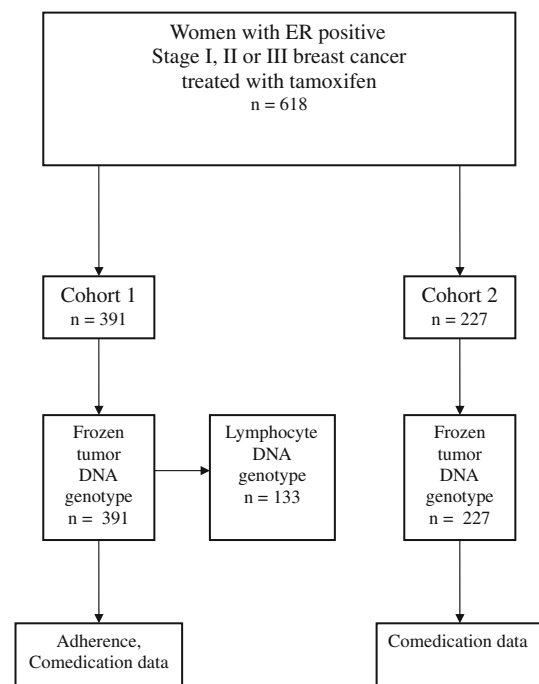 Women with ER positive
Stage I, II or III breast cancer
treated with tamoxifen
n = 618
Cohort 1
n = 391
Cohort 2
n = 227
Frozen
tumor
DNA
genotype
n = 391
Lymphocyte
DNA
genotype
n = 133
Frozen
tumor
DNA
genotype
n = 227
Adherence,
Comedication data
Comedication data